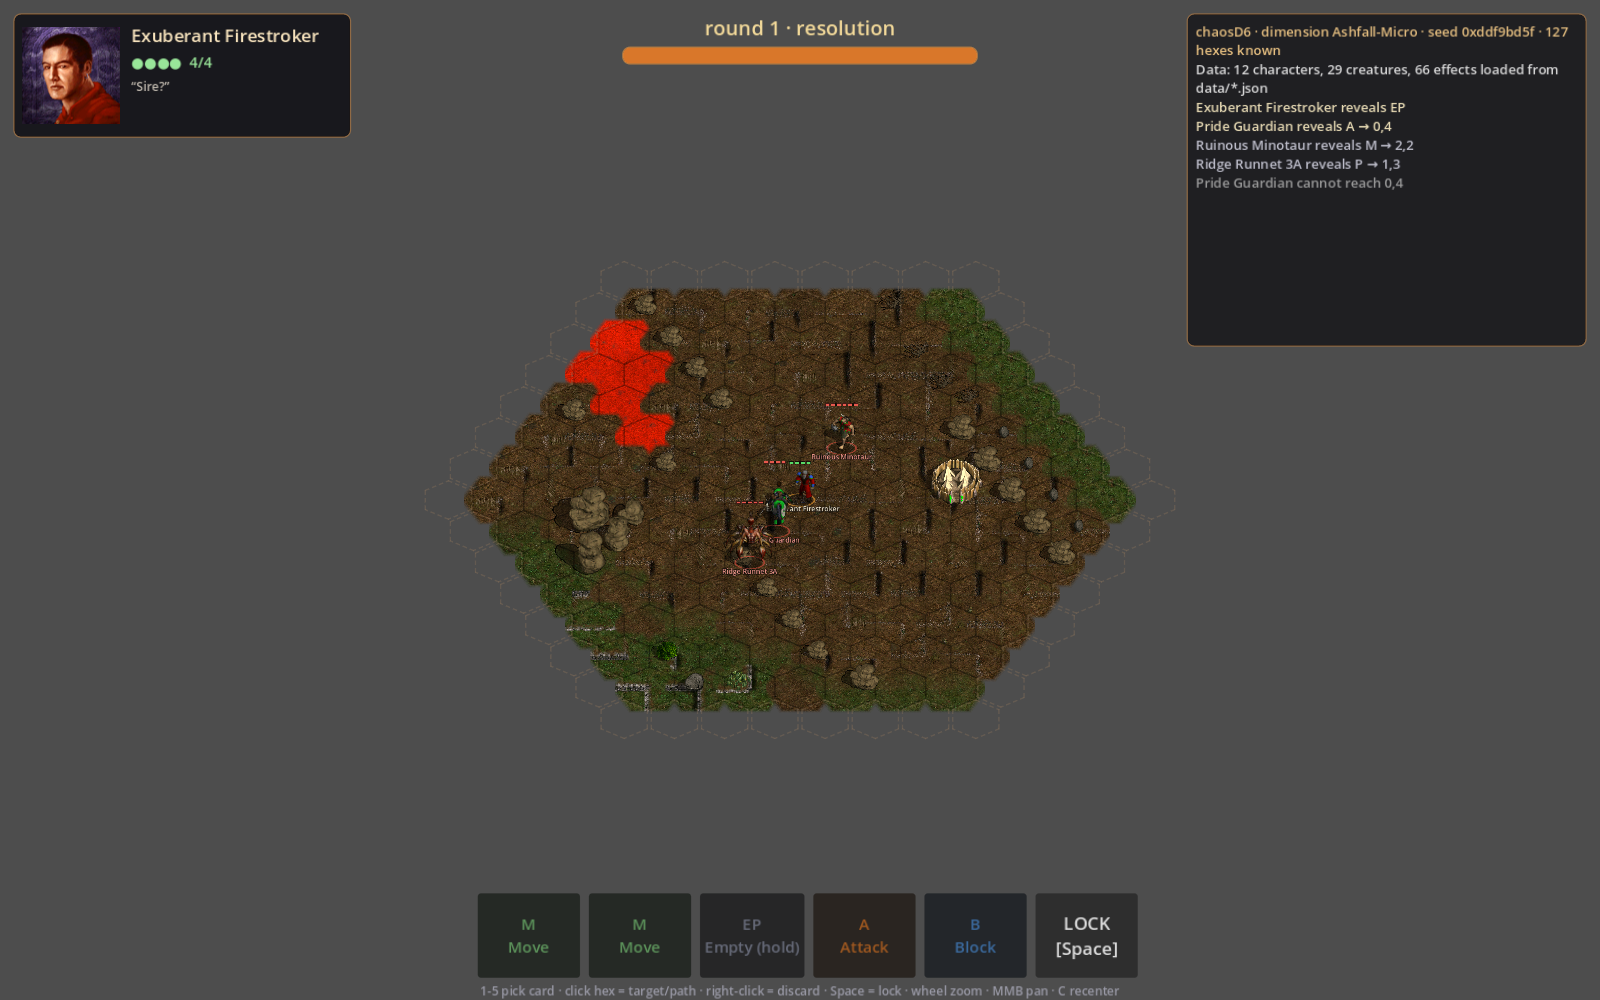 Exuberant Firestroker
4/4
“Sire?”
round 1 · resolution
chaosD6 · dimension Ashfall-Micro · seed 0xddf9bd5f · 127
hexes known
Data: 12 characters, 29 creatures, 66 effects loaded from
data/*.json
Exuberant Firestroker reveals EP
Pride Guardian reveals A → 0,4
Ruinous Minotaur reveals M → 2,2
Ridge Runnet 3A reveals P → 1,3
Pride Guardian cannot reach 0,4
Ruinous Minotau
ant Firestroker
Guardian
Ridge Runnet 3A
M
Move
M
Move
EP
Empty (hold)
A
Attack
B
Block
LOCK
[Space]
1-5 pick card · click hex = target/path · right-click = discard · Space = lock · wheel zoom · MMB pan · C recenter